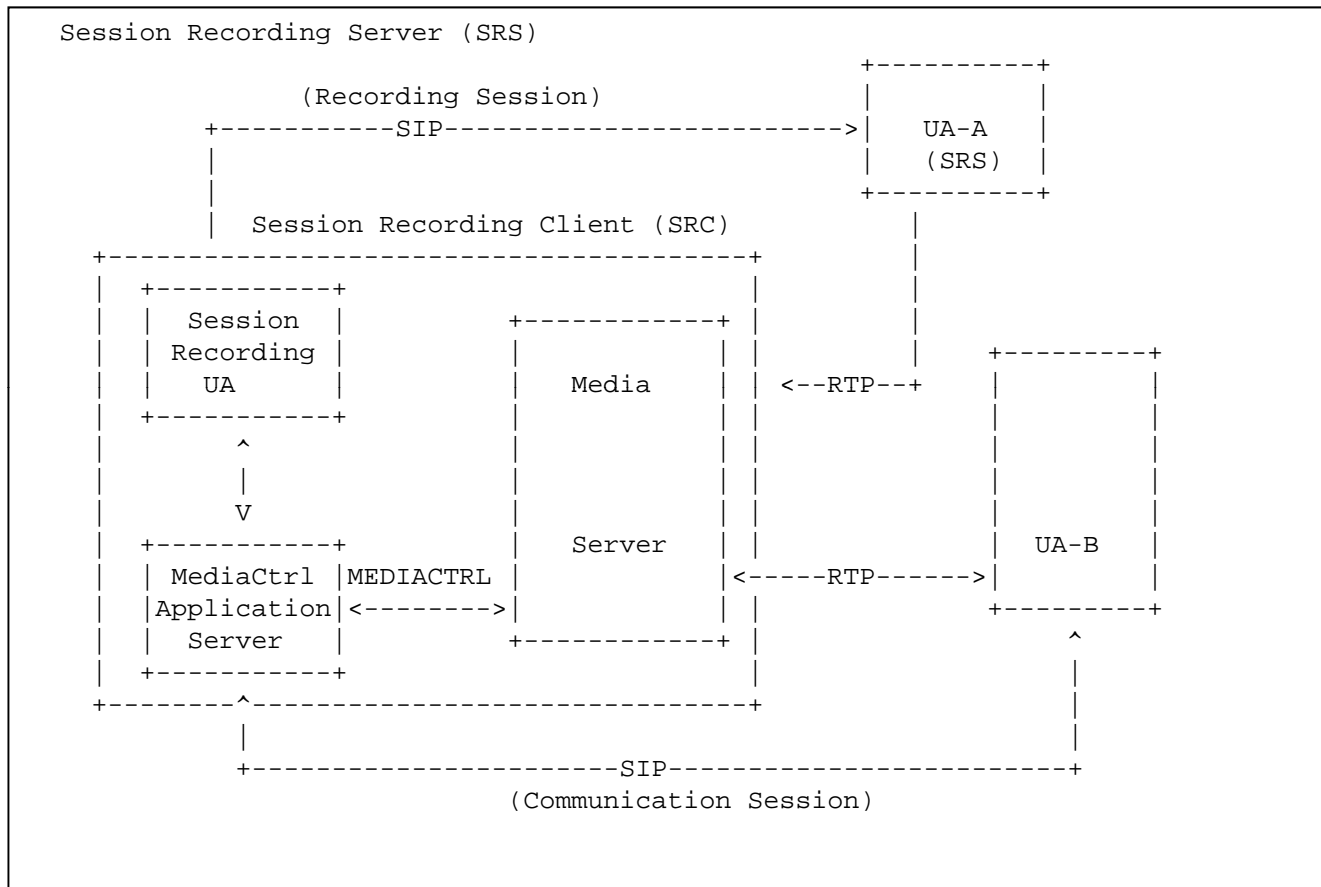 Session Recording Server (SRS)
(Recording Session)
SIP
UA-A
(SRS)
Session Recording Client (SRC)
Session
Recording
UA
Media
RTP
MediaCtrl
Application
Server
MEDIACTRL
Server
RTP
UA-B
SIP
(Communication Session)